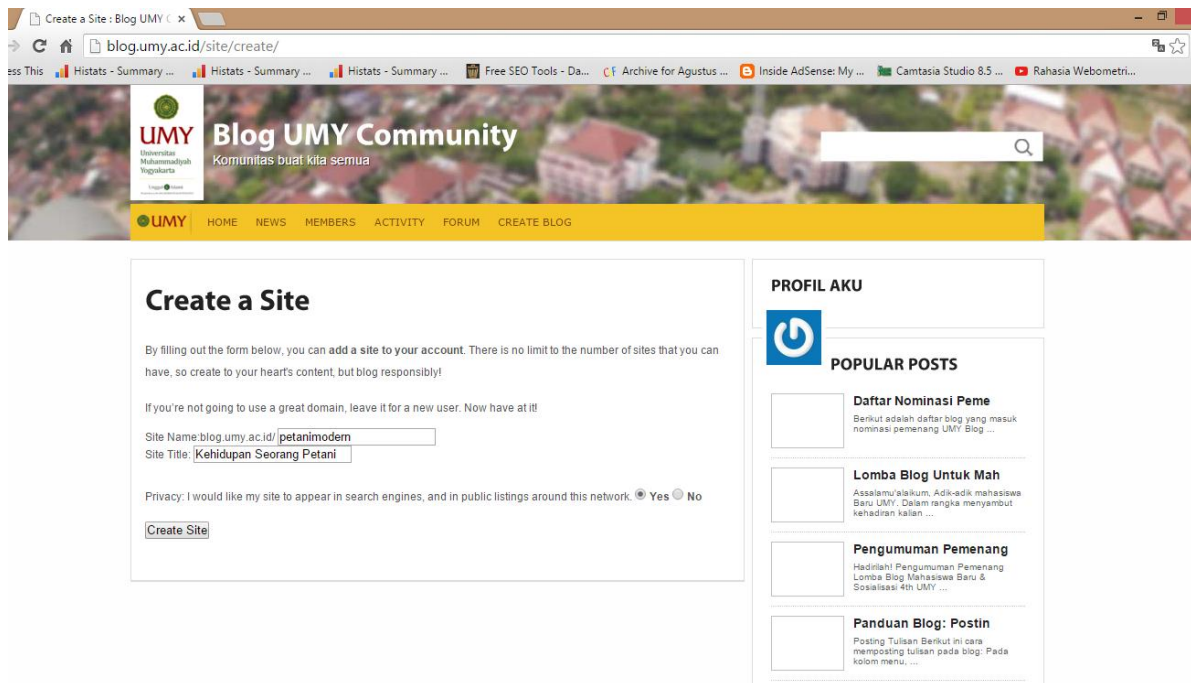 Create a Site : Blog UMY C
blog.umy.ac.id/site/create/
ess This Histats - Summary ... Histats - Summary ... Histats - Summary ... Free SEO Tools - Da... Archive for Agustus ... Inside AdSense: My ... Camtasia Studio 8.5 ... Rahasia Webometri...
UMY
Universitas
Muhammadiyah
Yogyakarta
Blog UMY Community
Komunitas buat kita semua
UMY HOME NEWS MEMBERS ACTIVITY FORUM CREATE BLOG
Create a Site
By filling out the form below, you can add a site to your account. There is no limit to the number of sites that you can
have, so create to your heart's content, but blog responsibly!
If you're not going to use a great domain, leave it for a new user. Now have at it!
Site Name:blog.umy.ac.id/ petanimodern
Site Title: Kehidupan Seorang Petani
Privacy: I would like my site to appear in search engines, and in public listings around this network. Yes No
Create Site
PROFIL AKU
POPULAR POSTS
Daftar Nominasi Peme
Berikut adalah daftar blog yang masuk
nominasi pemenang UMY Blog ...
Lomba Blog Untuk Mah
Assalamu'alaikum, Adik-adik mahasiswa
Baru UMY. Dalam rangka menyambut
kehadiran kalian ...
Pengumuman Pemenang
Hadirilah! Pengumuman Pemenang
Lomba Blog Mahasiswa Baru &
Sosialisasi 4th UMY ...
Panduan Blog: Postin
Posting Tulisan Berikut ini cara
memposting tulisan pada blog: Pada
kolom menu, ...